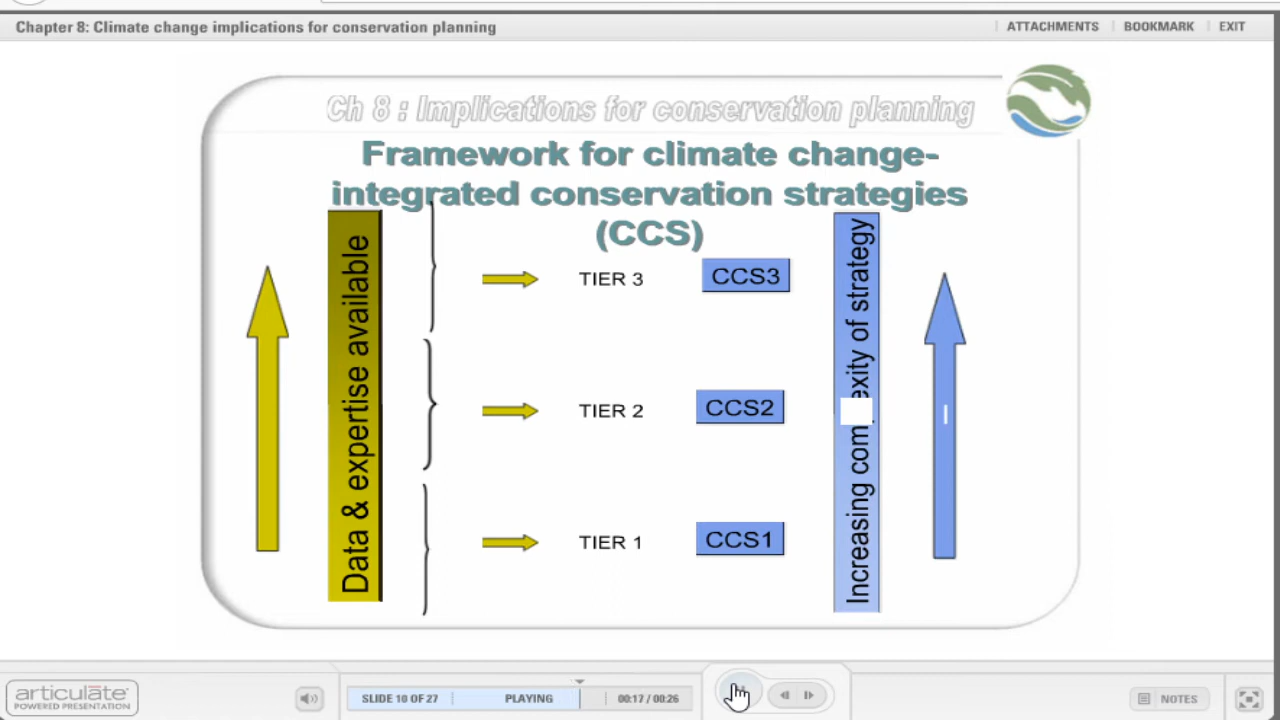 Chapter 8: Climate change implications for conservation planning
ATTACHMENTS
BOOKMARK
EXIT
Ch 8 : Implications for conservation planning
Framework for climate change-
integrated conservation strategies
(CCS)
Data & expertise available
TIER 3
CCS3
TIER 2
CCS2
TIER 1
CCS1
Increasing com exity of strategy
articulate
POWERED PRESENTATION
SLIDE 10 OF 27
PLAYING
00:17 / 00:26
NOTES